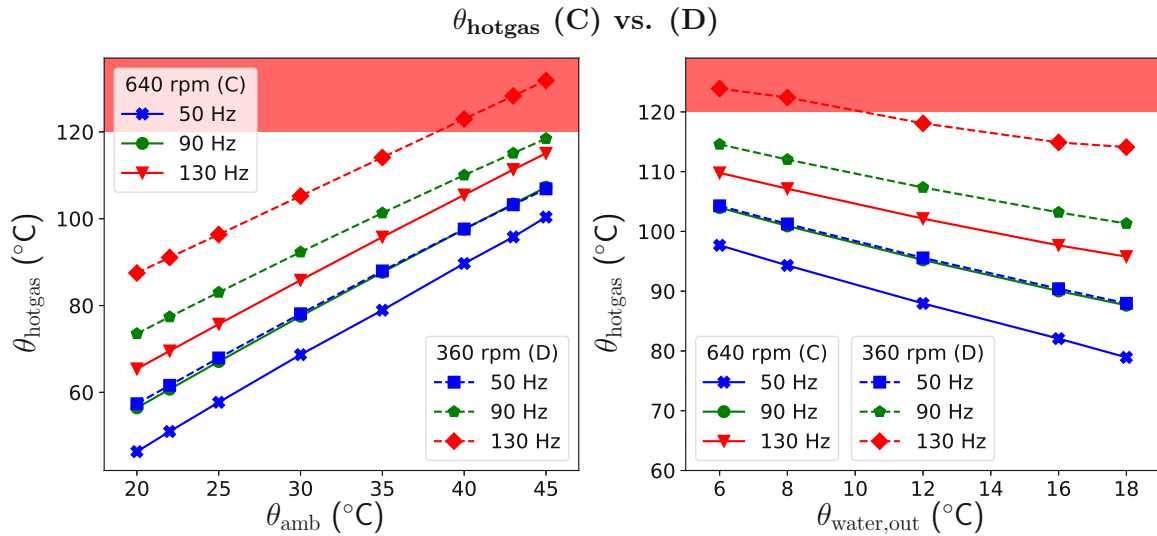 θhotgas (C) vs. (D)
θhotgas (°C)
120
100
80
60
640 rpm (C)
50 Hz
90 Hz
130 Hz
360 rpm (D)
50 Hz
90 Hz
130 Hz
20 25 30 35 40 45
θamb (°C)
θhotgas (°C)
120
110
100
90
80
70
60
640 rpm (C)
50 Hz
90 Hz
130 Hz
360 rpm (D)
50 Hz
90 Hz
130 Hz
6 8 10 12 14 16 18
θwater,out (°C)